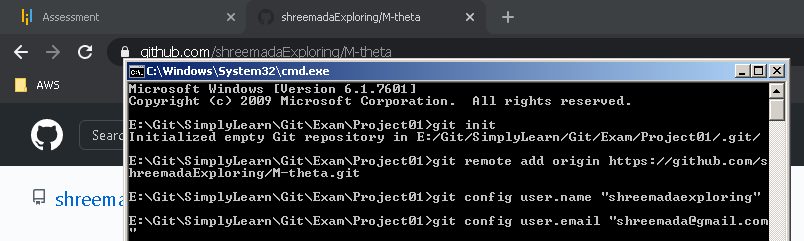 Assessment
shreemadaExploring/M-theta
github.com/shreemadaExploring/M-theta
AWS
C:\Windows\System32\cmd.exe
Microsoft Windows [Version 6.1.7601]
Copyright (c) 2009 Microsoft Corporation.  All rights reserved.
E:\Git\SimplyLearn\Git\Exam\Project01>git init
Initialized empty Git repository in E:/Git/SimplyLearn/Git/Exam/Project01/.git/
E:\Git\SimplyLearn\Git\Exam\Project01>git remote add origin https://github.com/s
hreemadaExploring/M-theta.git
E:\Git\SimplyLearn\Git\Exam\Project01>git config user.name "shreemadaexploring"
E:\Git\SimplyLearn\Git\Exam\Project01>git config user.email "shreemada@gmail.com
"
Searc
shreemada